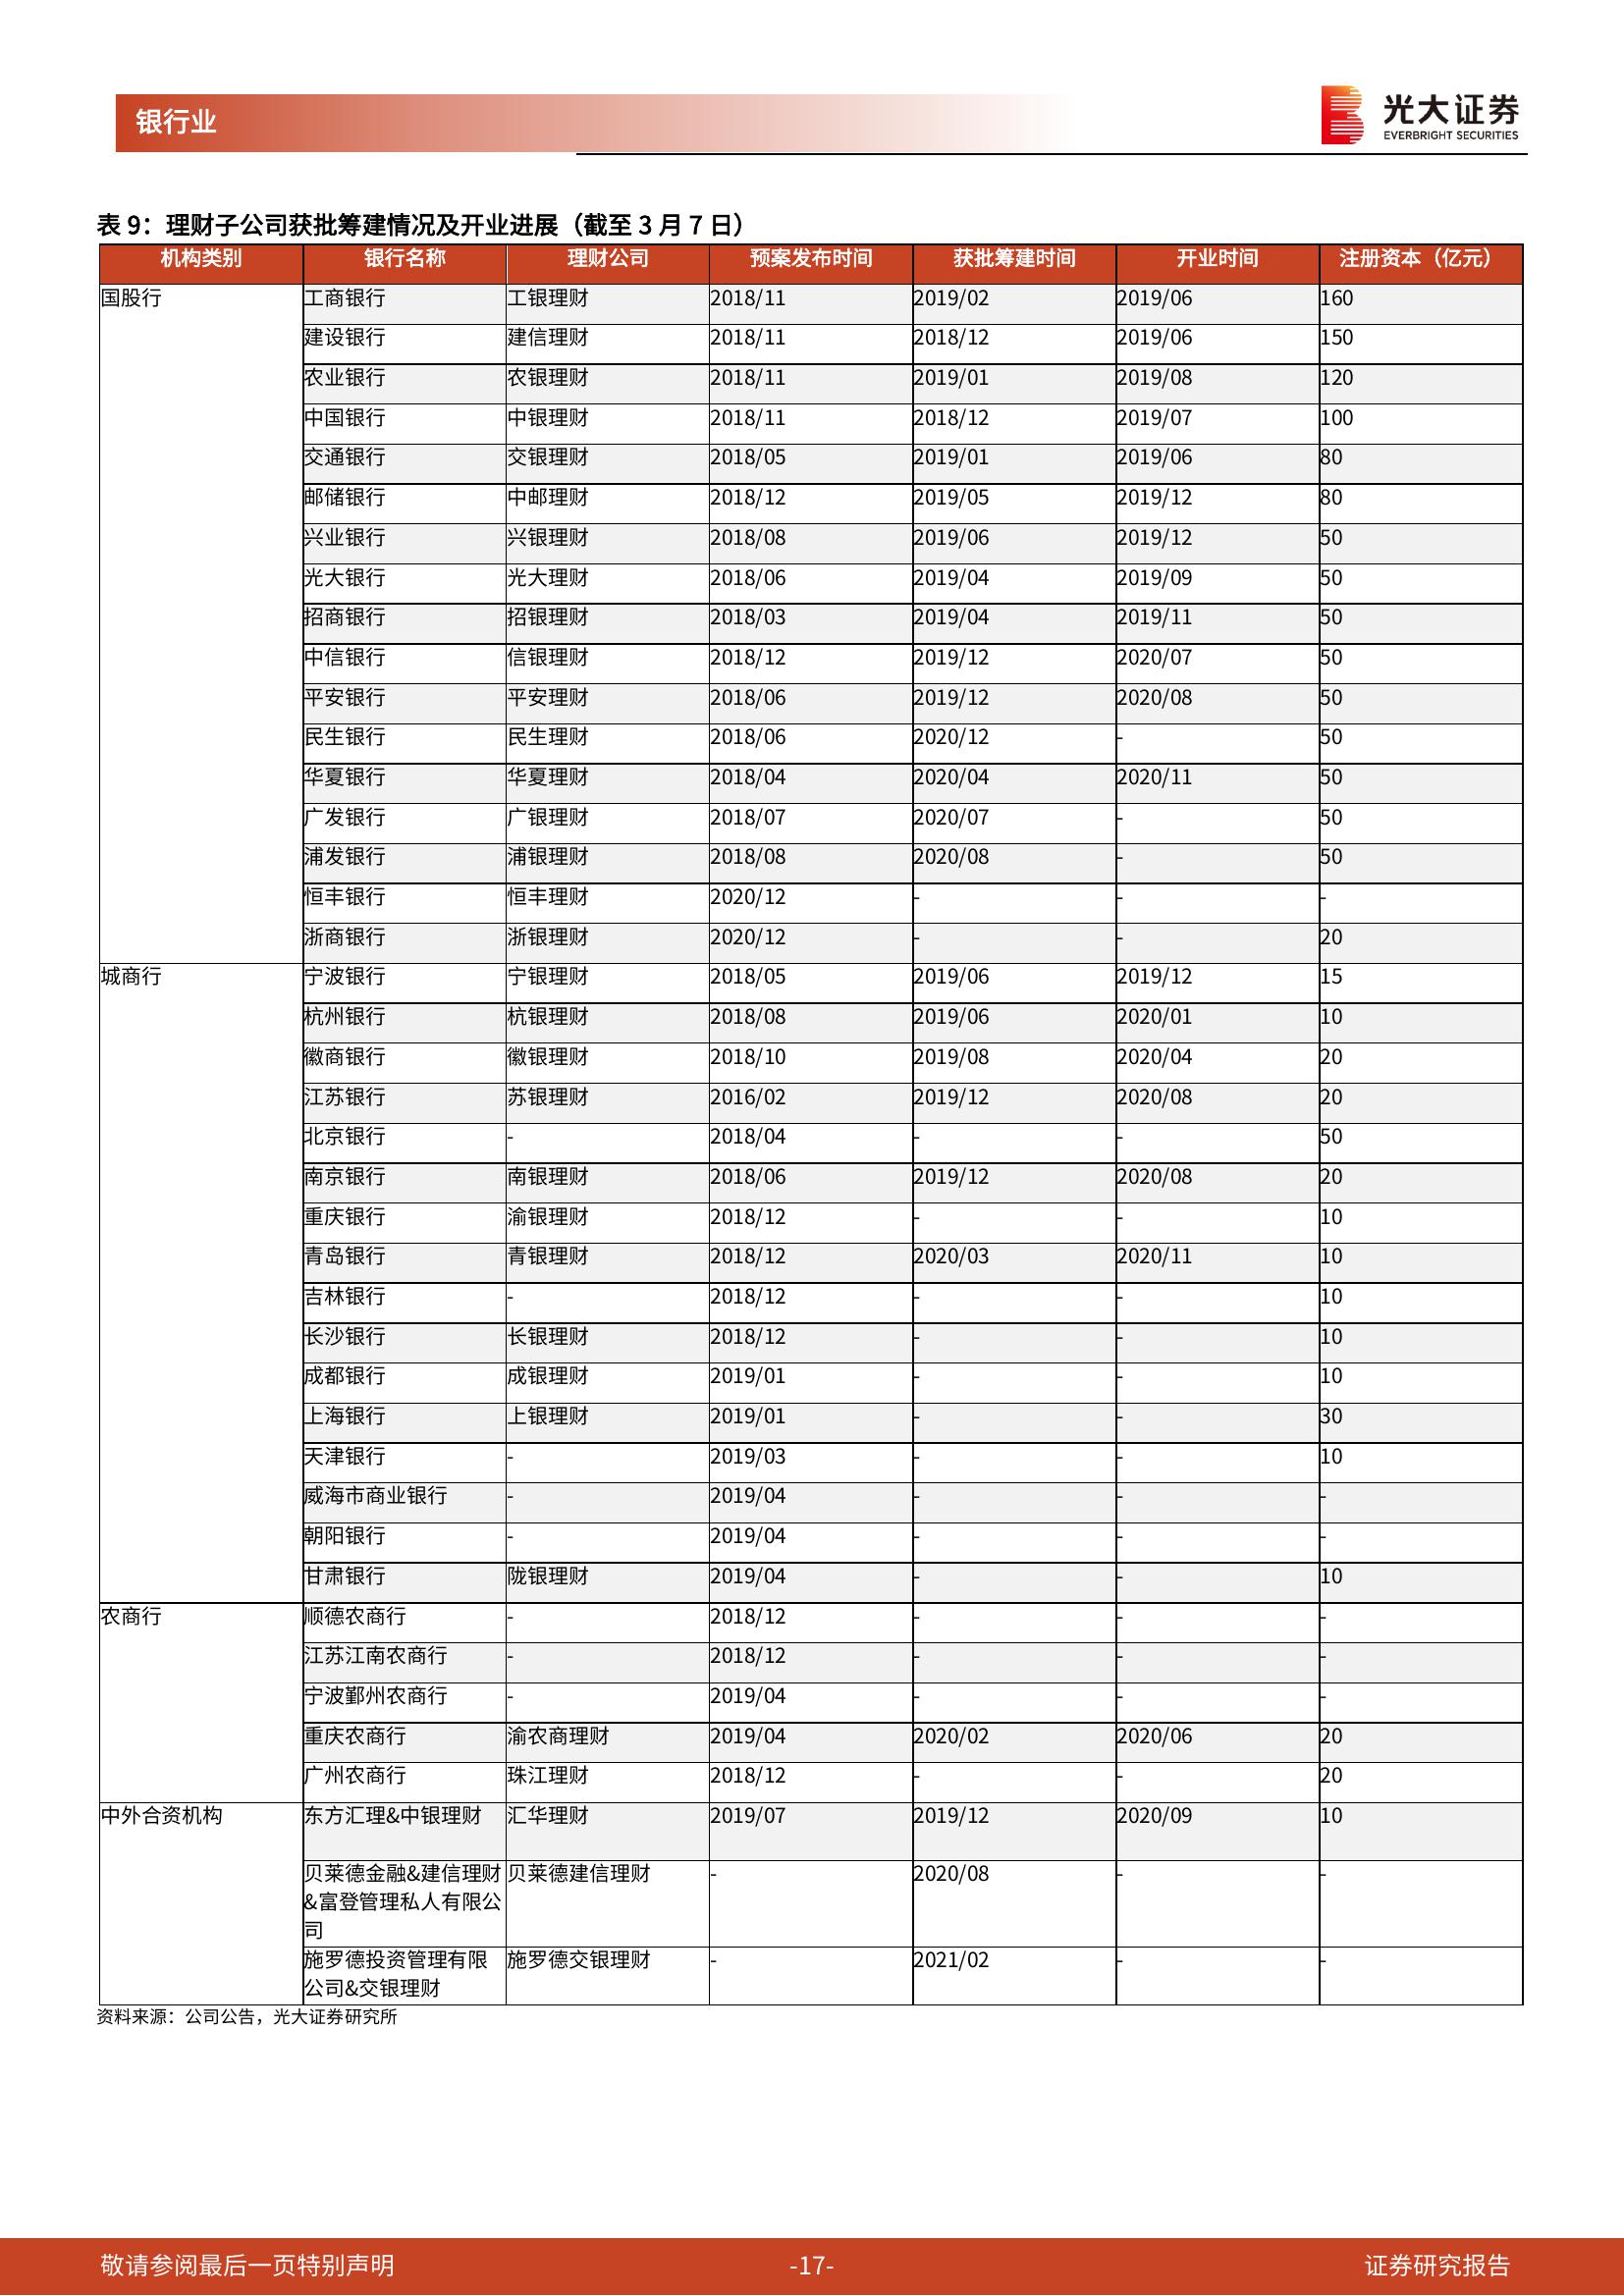 银行业
光大证券
EVERBRIGHT SECURITIES
表 9：理财子公司获批筹建情况及开业进展（截至 3 月 7 日）
机构类别 银行名称 理财公司 预案发布时间 获批筹建时间 开业时间 注册资本（亿元）
国股行 工商银行 工银理财 2018/11 2019/02 2019/06 160
建设银行 建信理财 2018/11 2018/12 2019/06 150
农业银行 农银理财 2018/11 2019/01 2019/08 120
中国银行 中银理财 2018/11 2018/12 2019/07 100
交通银行 交银理财 2018/05 2019/01 2019/06 80
邮储银行 中邮理财 2018/12 2019/05 2019/12 80
兴业银行 兴银理财 2018/08 2019/06 2019/12 50
光大银行 光大理财 2018/06 2019/04 2019/09 50
招商银行 招银理财 2018/03 2019/04 2019/11 50
中信银行 信银理财 2018/12 2019/12 2020/07 50
平安银行 平安理财 2018/06 2019/12 2020/08 50
民生银行 民生理财 2018/06 2020/12 - 50
华夏银行 华夏理财 2018/04 2020/04 2020/11 50
广发银行 广银理财 2018/07 2020/07 - 50
浦发银行 浦银理财 2018/08 2020/08 - 50
恒丰银行 恒丰理财 2020/12 - - -
浙商银行 浙银理财 2020/12 - - 20
城商行 宁波银行 宁银理财 2018/05 2019/06 2019/12 15
杭州银行 杭银理财 2018/08 2019/06 2020/01 10
徽商银行 徽银理财 2018/10 2019/08 2020/04 20
江苏银行 苏银理财 2016/02 2019/12 2020/08 20
北京银行 - 2018/04 - - 50
南京银行 南银理财 2018/06 2019/12 2020/08 20
重庆银行 渝银理财 2018/12 - - 10
青岛银行 青银理财 2018/12 2020/03 2020/11 10
吉林银行 - 2018/12 - - 10
长沙银行 长银理财 2018/12 - - 10
成都银行 成银理财 2019/01 - - 10
上海银行 上银理财 2019/01 - - 30
天津银行 - 2019/03 - - 10
威海市商业银行 - 2019/04 - - -
朝阳银行 - 2019/04 - - -
甘肃银行 陇银理财 2019/04 - - 10
农商行 顺德农商行 - 2018/12 - - -
江苏江南农商行 - 2018/12 - - -
宁波鄞州农商行 - 2019/04 - - -
重庆农商行 渝农商理财 2019/04 2020/02 2020/06 20
广州农商行 珠江理财 2018/12 - - 20
中外合资机构 东方汇理&中银理财 汇华理财 2019/07 2019/12 2020/09 10
贝莱德金融&建信理财 贝莱德建信理财 - 2020/08 - -
&富登管理私人有限公
司
施罗德投资管理有限 施罗德交银理财 - 2021/02 - -
公司&交银理财
资料来源：公司公告，光大证券研究所
敬请参阅最后一页特别声明 -17- 证券研究报告